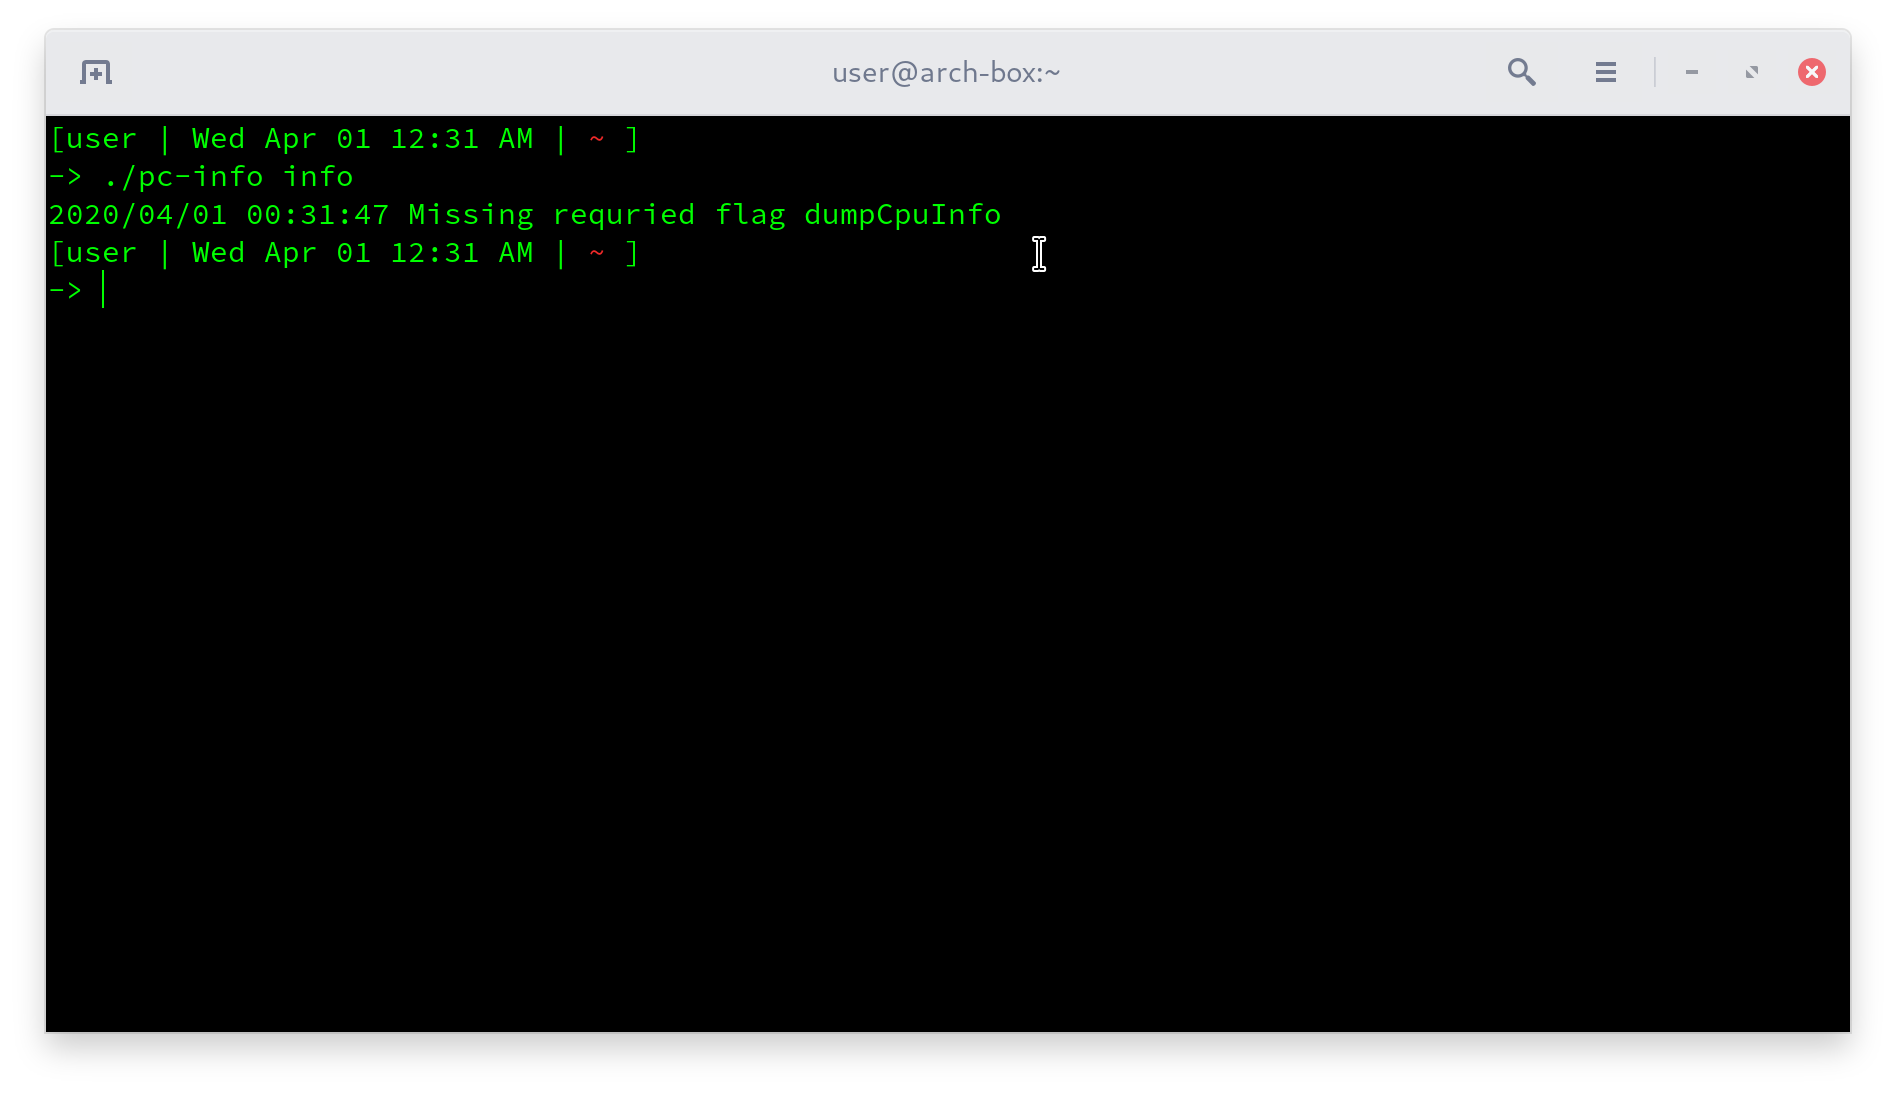 user@arch-box:~
[user | Wed Apr 01 12:31 AM | ~ ]
-> ./pc-info info
2020/04/01 00:31:47 Missing requried flag dumpCpuInfo
[user | Wed Apr 01 12:31 AM | ~ ]
->